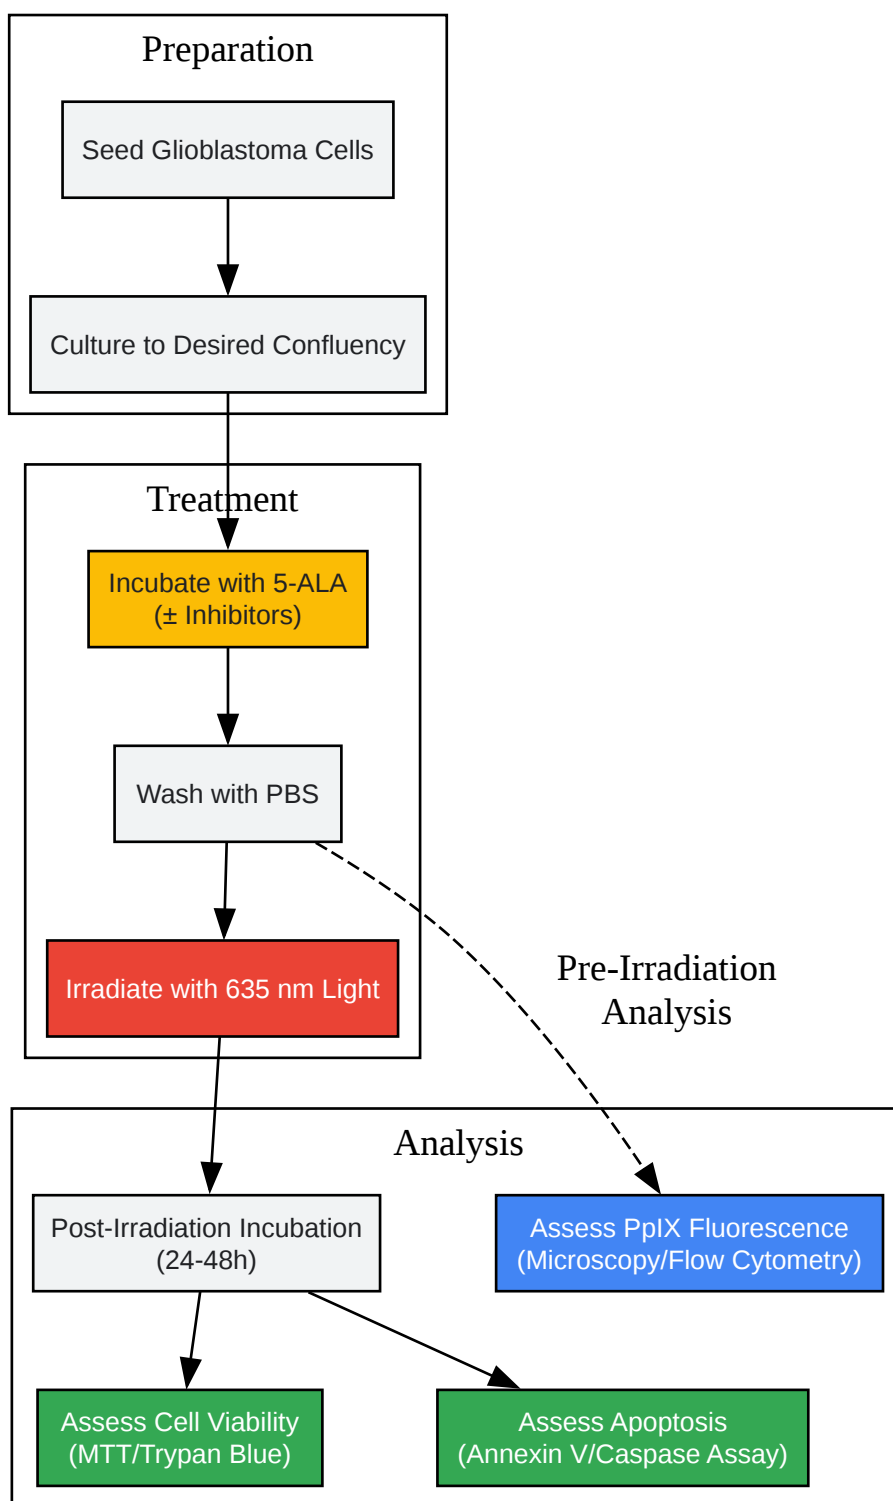 Preparation
Seed Glioblastoma Cells
Culture to Desired Confluency
Treatment
Incubate with 5-ALA
(± Inhibitors)
Wash with PBS
Irradiate with 635 nm Light
Pre-Irradiation
Analysis
Analysis
Post-Irradiation Incubation
(24-48h)
Assess PpIX Fluorescence
(Microscopy/Flow Cytometry)
Assess Cell Viability
(MTT/Trypan Blue)
Assess Apoptosis
(Annexin V/Caspase Assay)